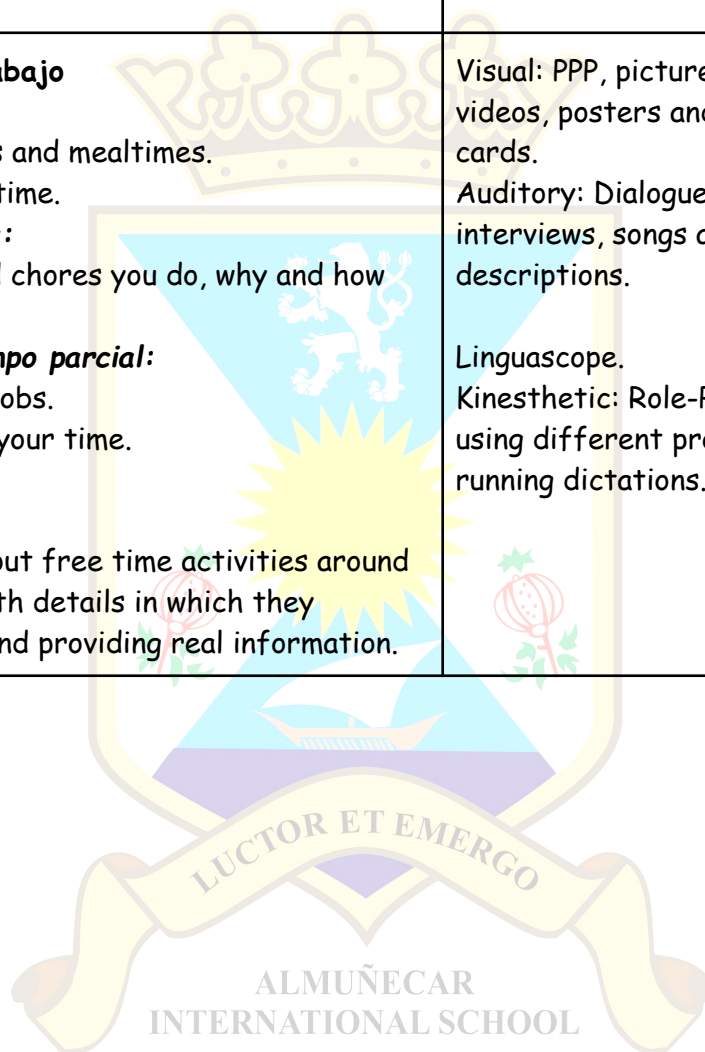 abajo
s and mealtimes.
time.
:
l chores you do, why and how
mpo parcial:
obs.
your time.
out free time activities around
th details in which they
nd providing real information.
Visual: PPP, picture
videos, posters and
cards.
Auditory: Dialogue
interviews, songs
descriptions.
Linguascope.
Kinesthetic: Role-
using different pr
running dictations.
LUCTOR ET EMERGO
ALMUÑECAR
INTERNATIONAL SCHOOL